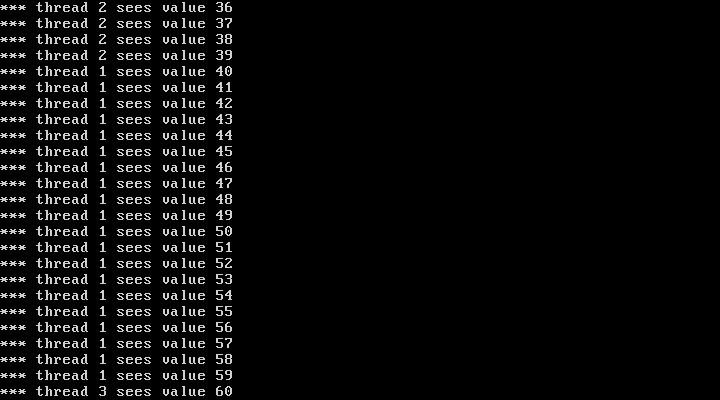 *** thread 2 sees value 36
*** thread 2 sees value 37
*** thread 2 sees value 38
*** thread 2 sees value 39
*** thread 1 sees value 40
*** thread 1 sees value 41
*** thread 1 sees value 42
*** thread 1 sees value 43
*** thread 1 sees value 44
*** thread 1 sees value 45
*** thread 1 sees value 46
*** thread 1 sees value 47
*** thread 1 sees value 48
*** thread 1 sees value 49
*** thread 1 sees value 50
*** thread 1 sees value 51
*** thread 1 sees value 52
*** thread 1 sees value 53
*** thread 1 sees value 54
*** thread 1 sees value 55
*** thread 1 sees value 56
*** thread 1 sees value 57
*** thread 1 sees value 58
*** thread 1 sees value 59
*** thread 3 sees value 60